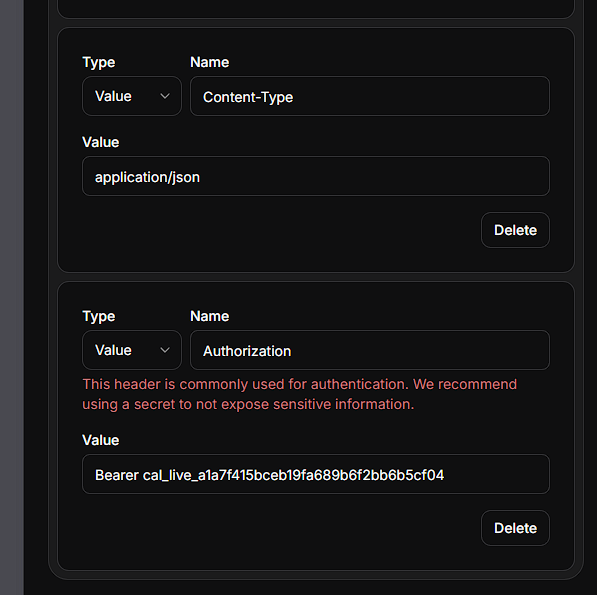 Type Name
Value Content-Type
Value
application/json
Delete
Type Name
Value Authorization
This header is commonly used for authentication. We recommend
using a secret to not expose sensitive information.
Value
Bearer cal_live_a1a7f415bceb19fa689b6f2bb6b5cf04
Delete